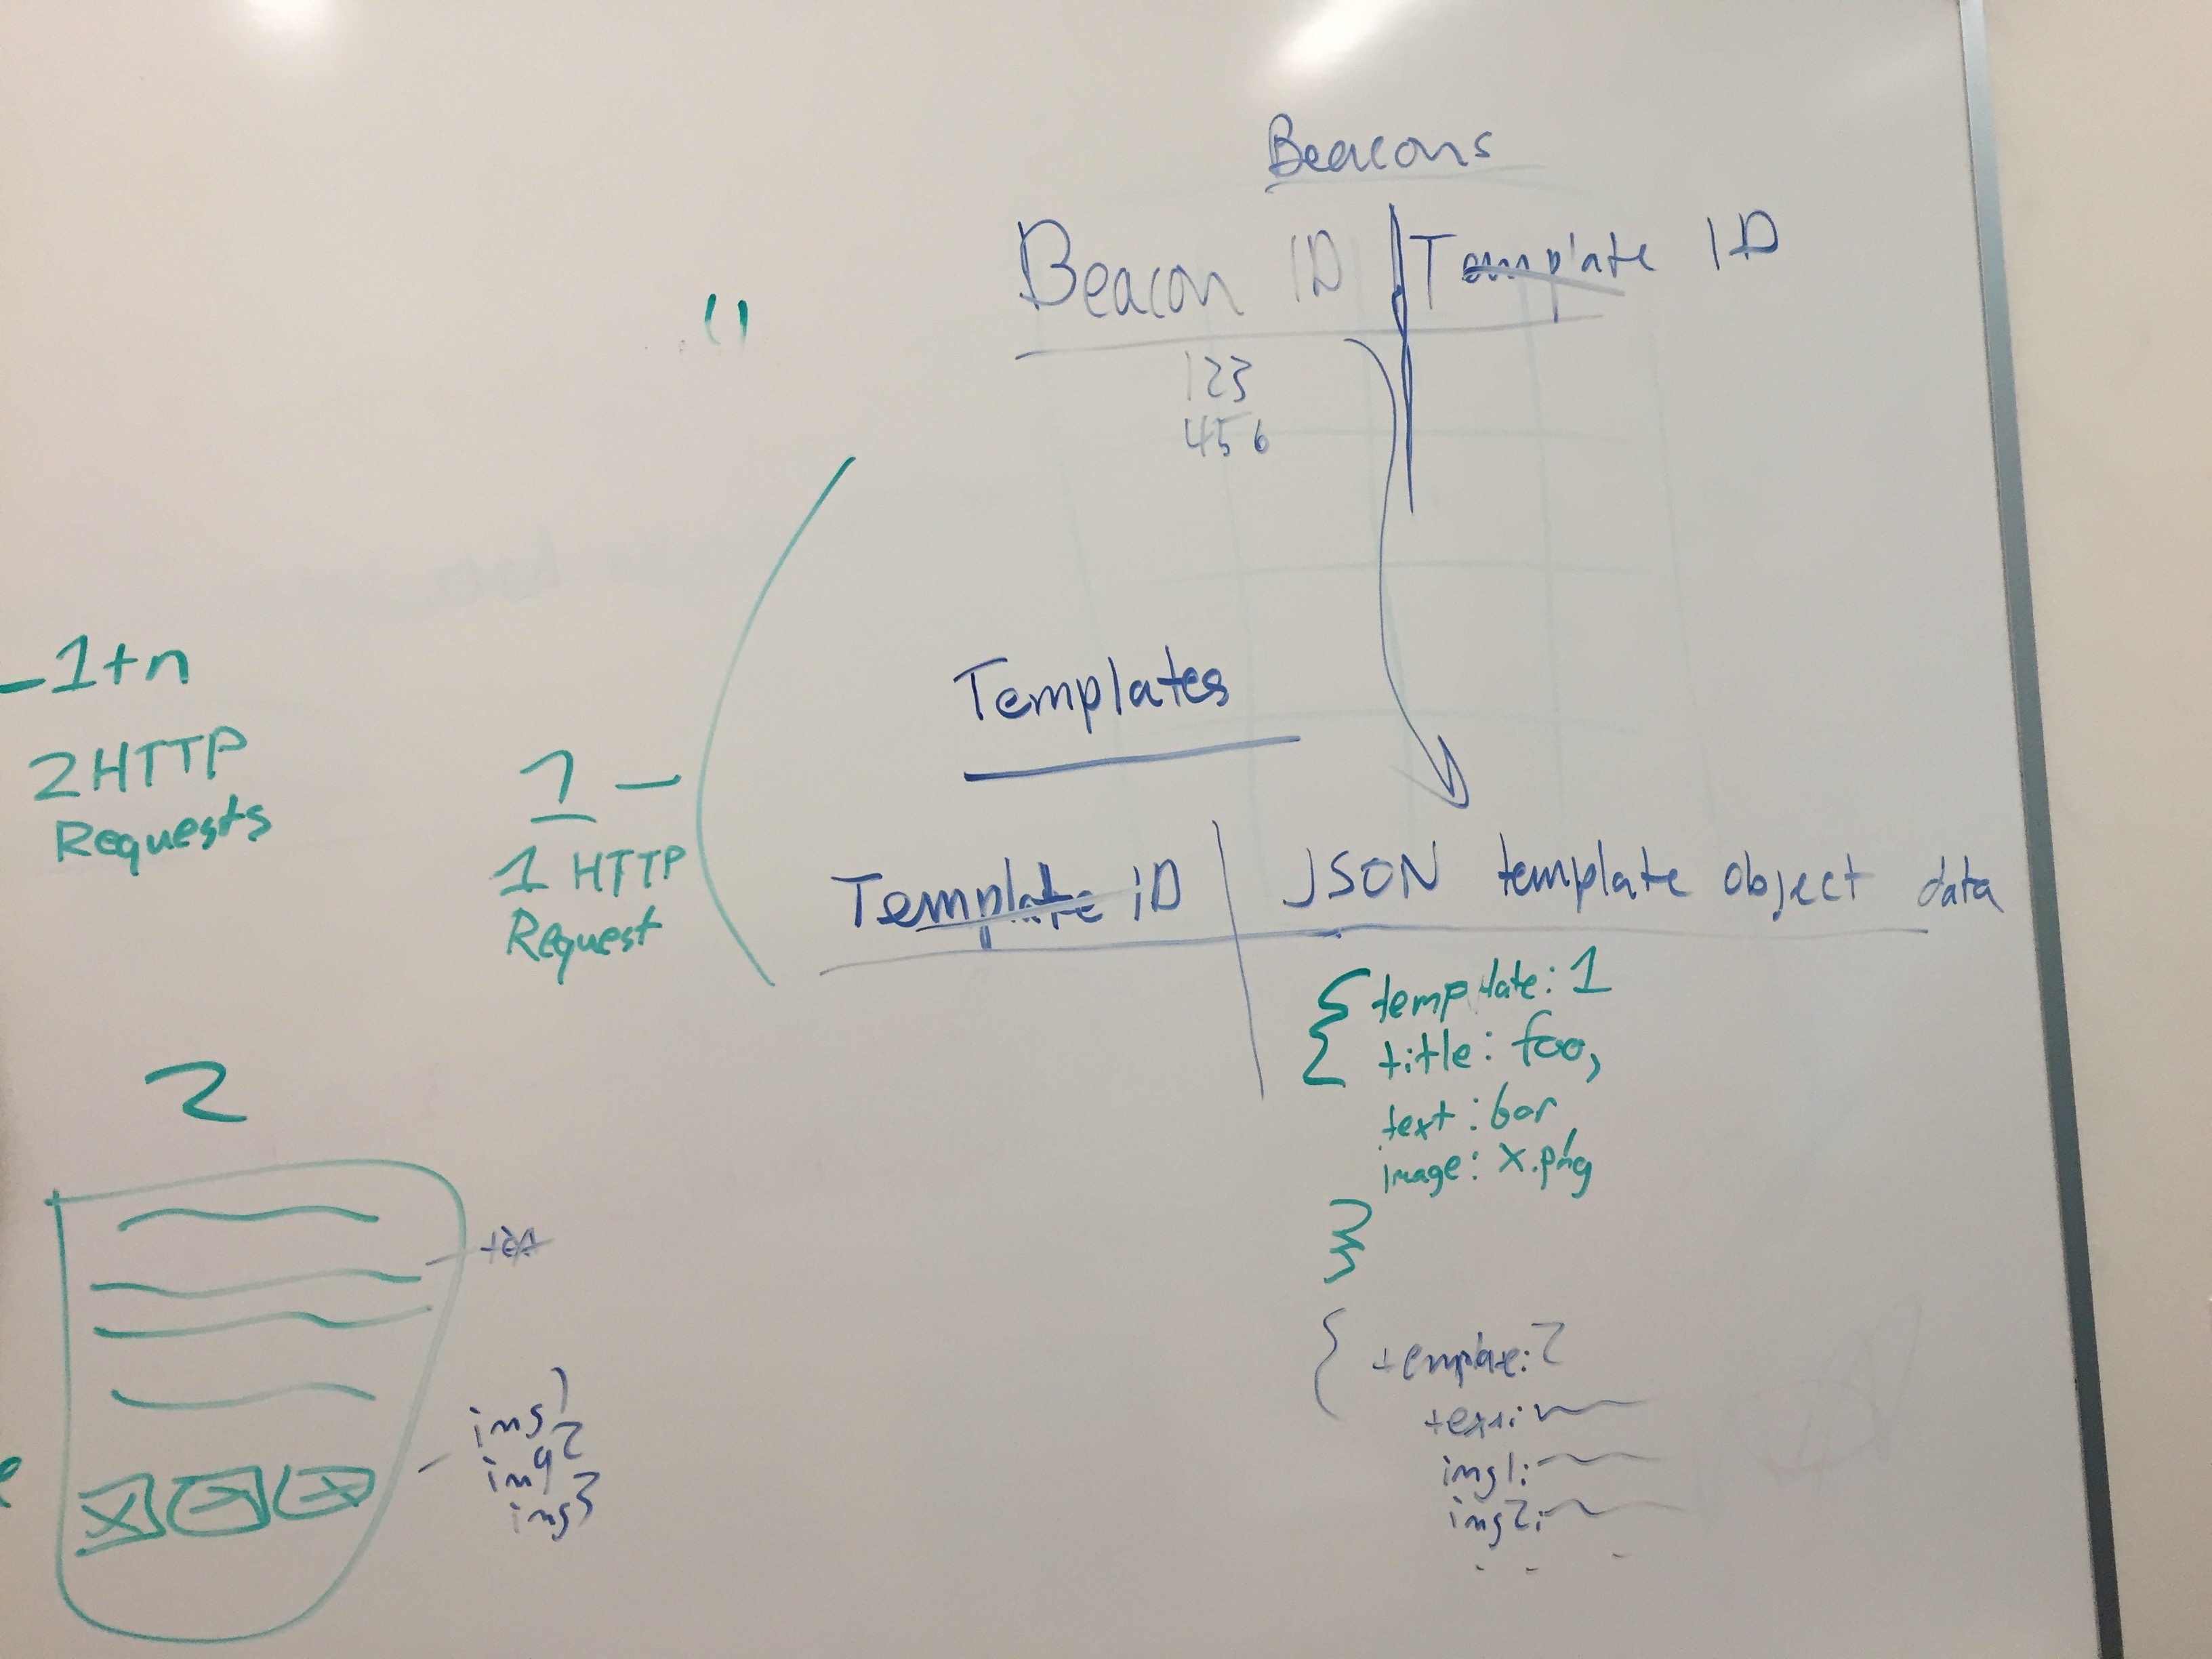 Beacons
Beacon ID Template ID
123
456
Templates
Template iD JSON template object data
{ template: 1
title: foo,
text: bar
image: x.png
}
{ template: 2
text:
img1:
img2:
- - -
-1+n
2 HTTP
Requests
1 -
1 HTTP
Request
2
text
img1
img2
img3